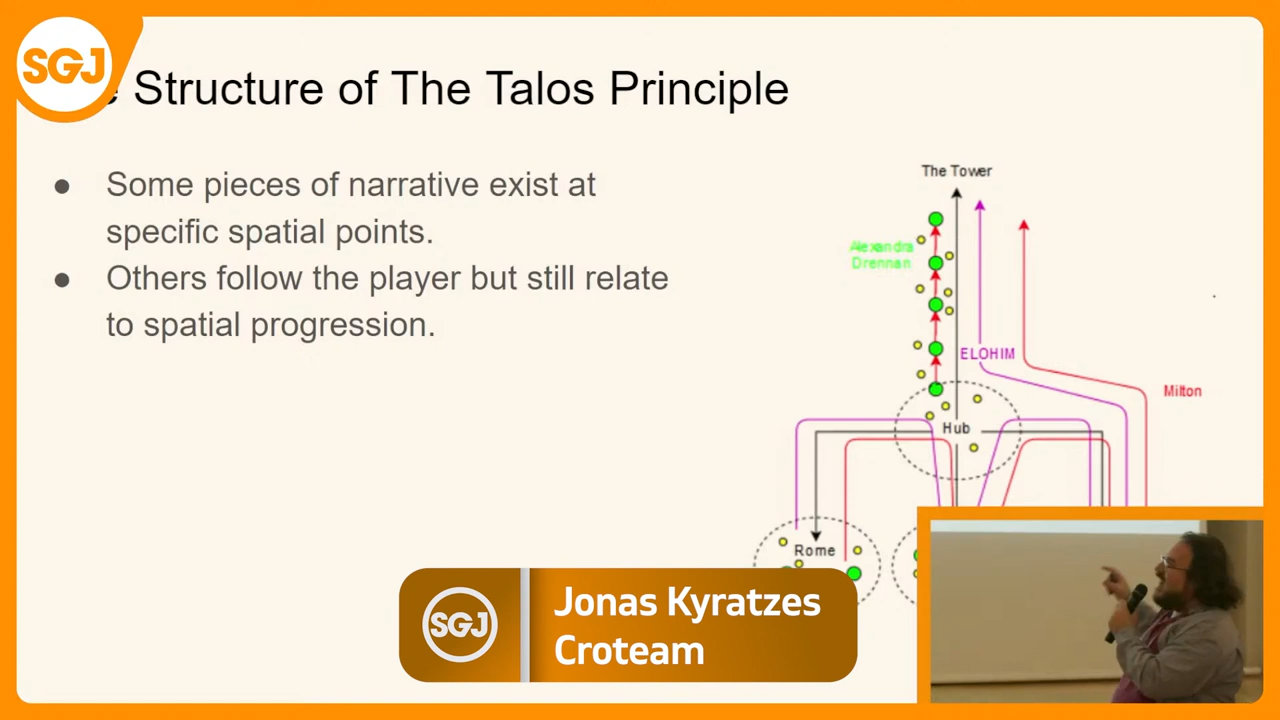 SGJ
Structure of The Talos Principle
● Some pieces of narrative exist at
specific spatial points.
● Others follow the player but still relate
to spatial progression.
The Tower
Alexandra
Drennan
ELOHIM
Milton
Hub
Rome
SGJ
Jonas Kyratzes
Croteam